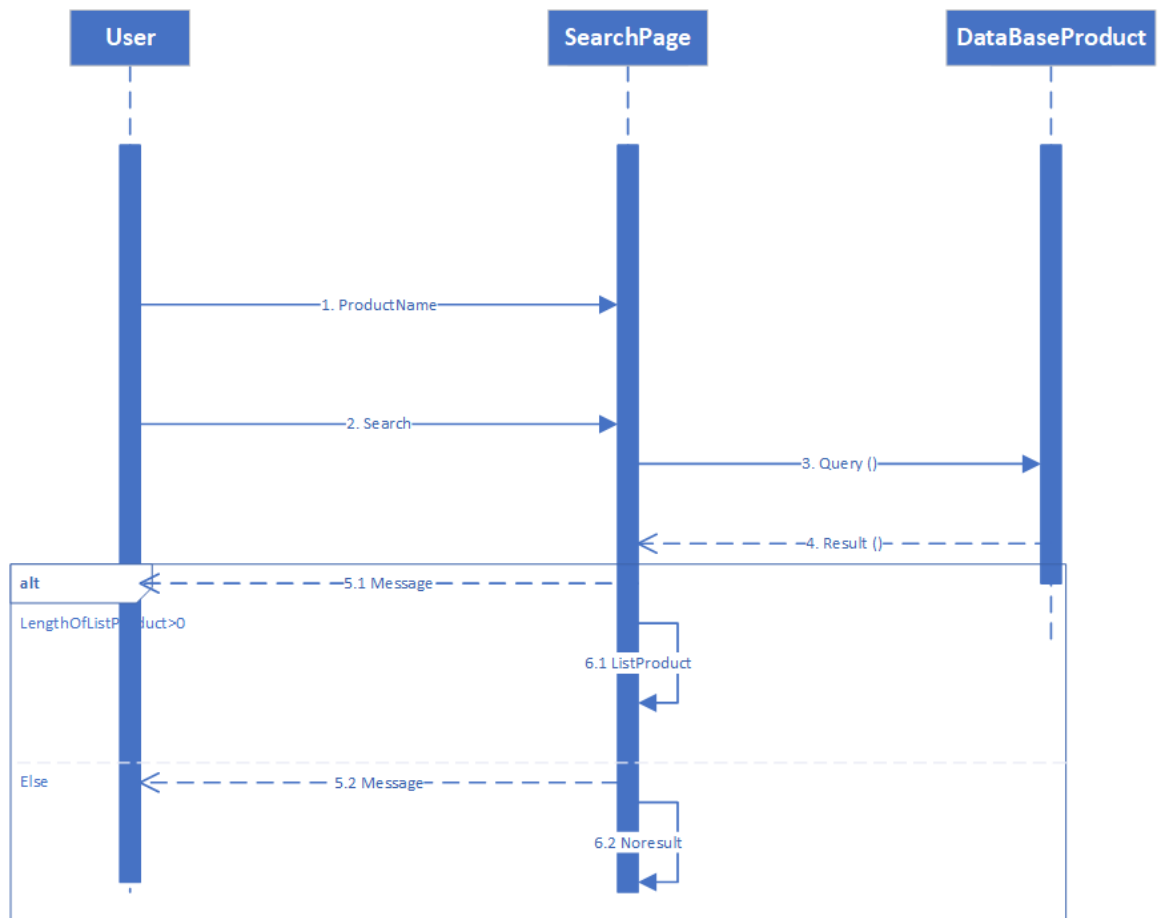 User
SearchPage
DataBaseProduct
1. ProductName
2. Search
3. Query ()
4. Result ()
alt
5.1 Message
LengthOfListProduct>0
6.1 ListProduct
Else
5.2 Message
6.2 Noresult